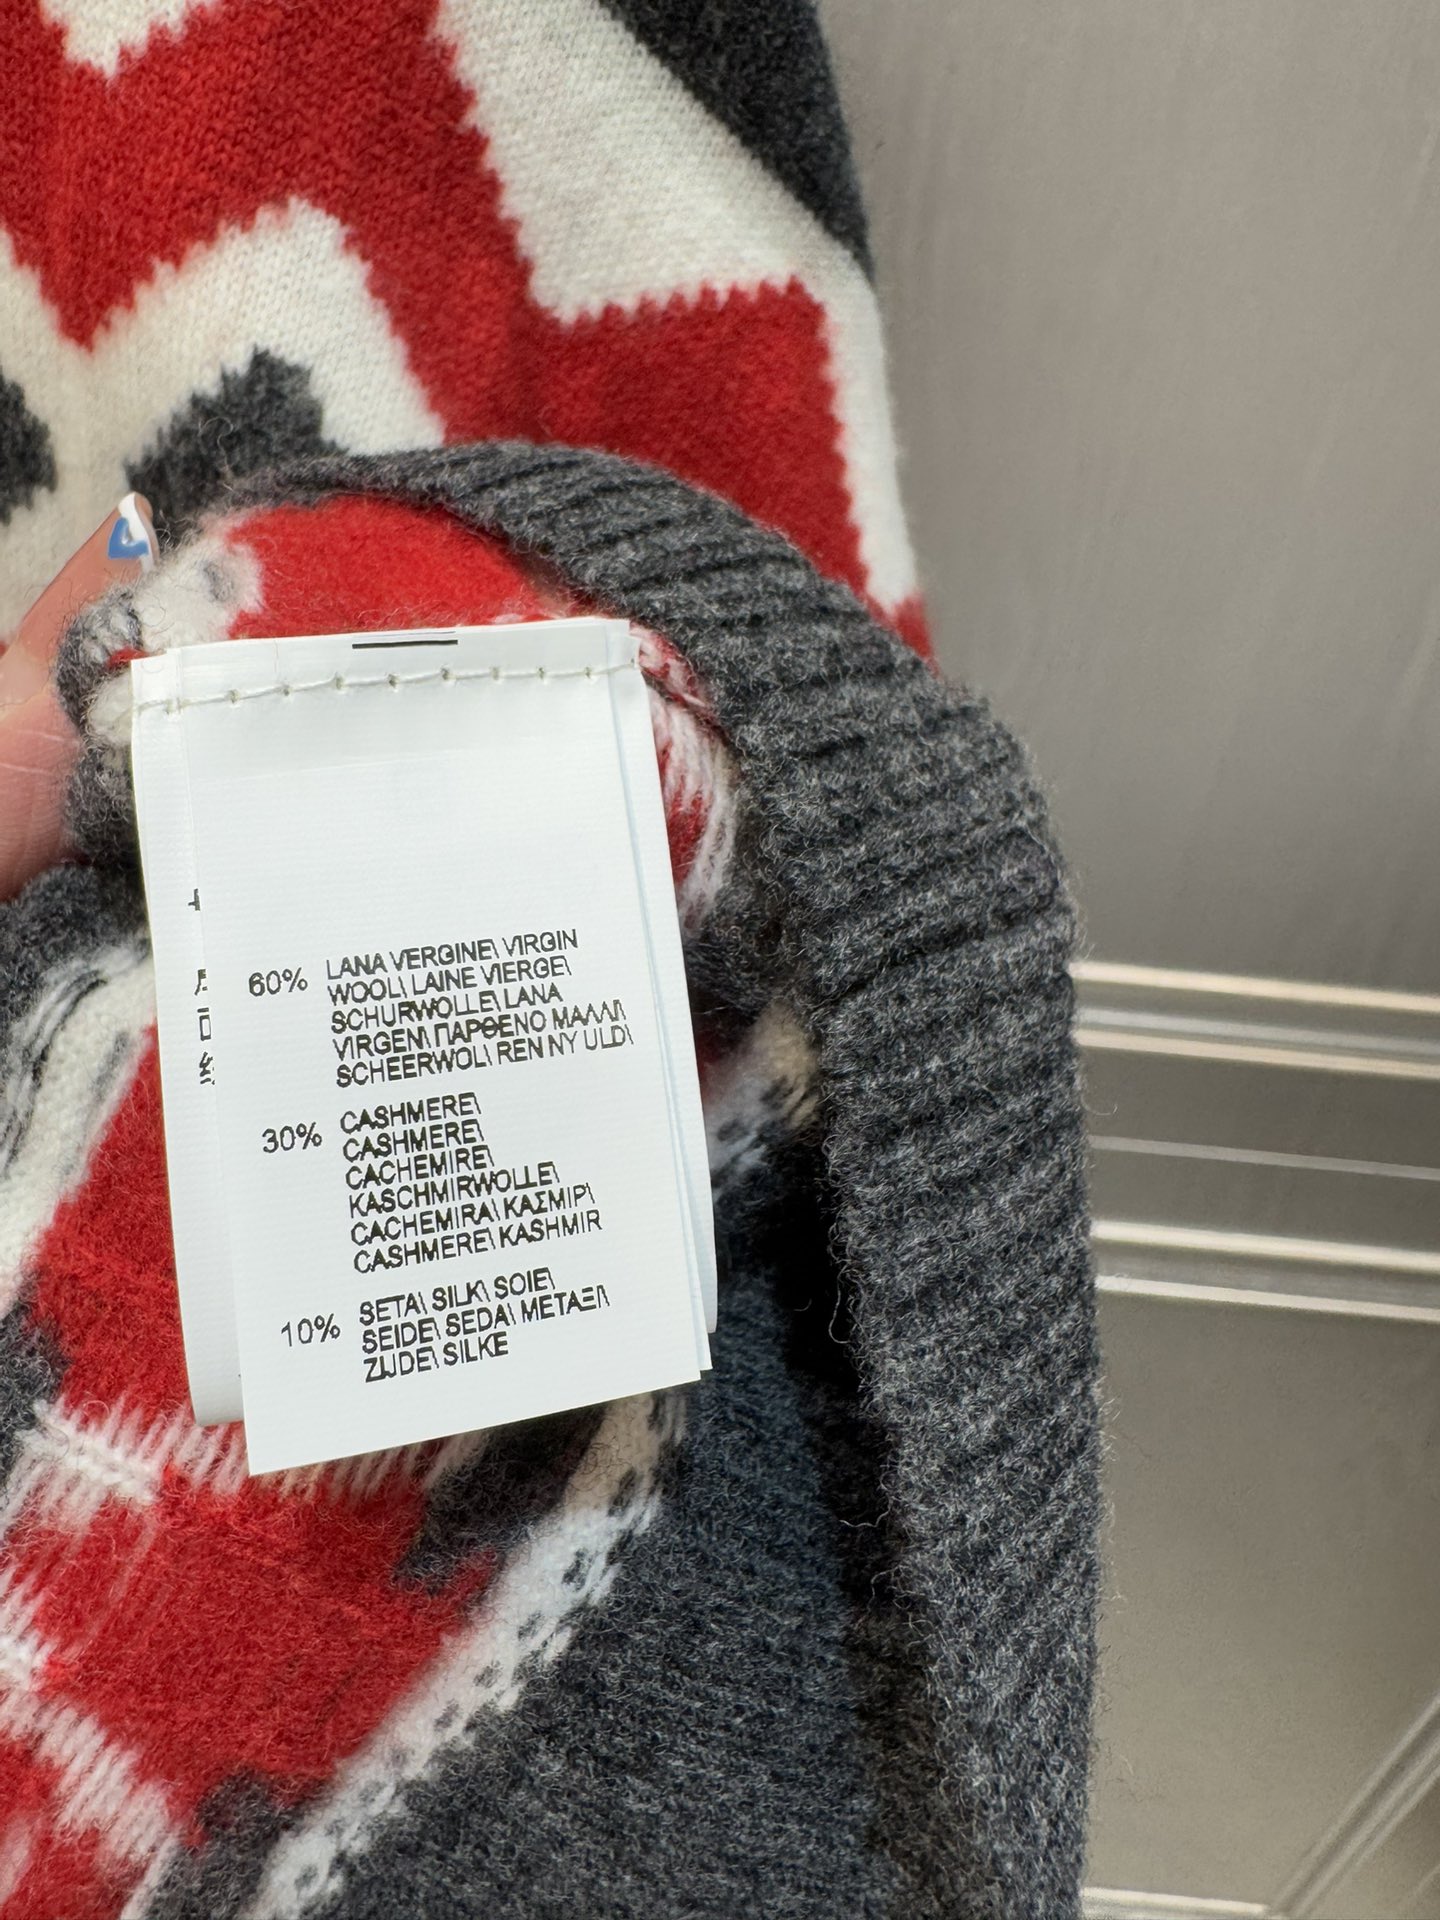 60% LANA VERGINE\ VIRGIN
WOOL\ LAINE VIERGE\
SCHURWOLLE\ LANA
VIRGEN\ ΠΑΡΘΕΝΟ ΜΑΛΛΙ\
SCHEERWOL\ REN NY ULD\
30% CASHMERE\
CASHMERE\
CACHEMIRE\
KASCHMIRWOLLE\
CACHEMIRA\ ΚΑΣΜΙΡ\
CASHMERE\ KASHMIR
10% SETA\ SILK\ SOIE\
SEIDE\ SEDA\ ΜΕΤΑΞΙ\
ZIJDE\ SILKE